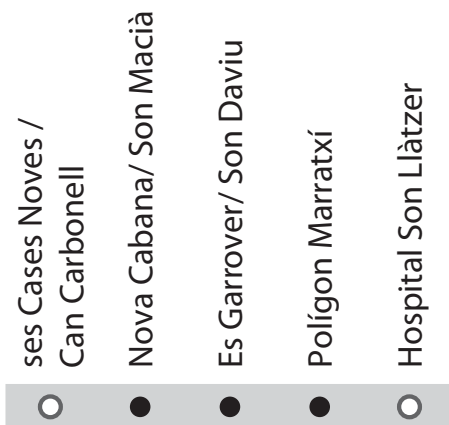 ses Cases Noves /
Can Carbonell
Nova Cabana/ Son Macià
Es Garrover/ Son Daviu
Polígon Marratxí
Hospital Son Llàtzer